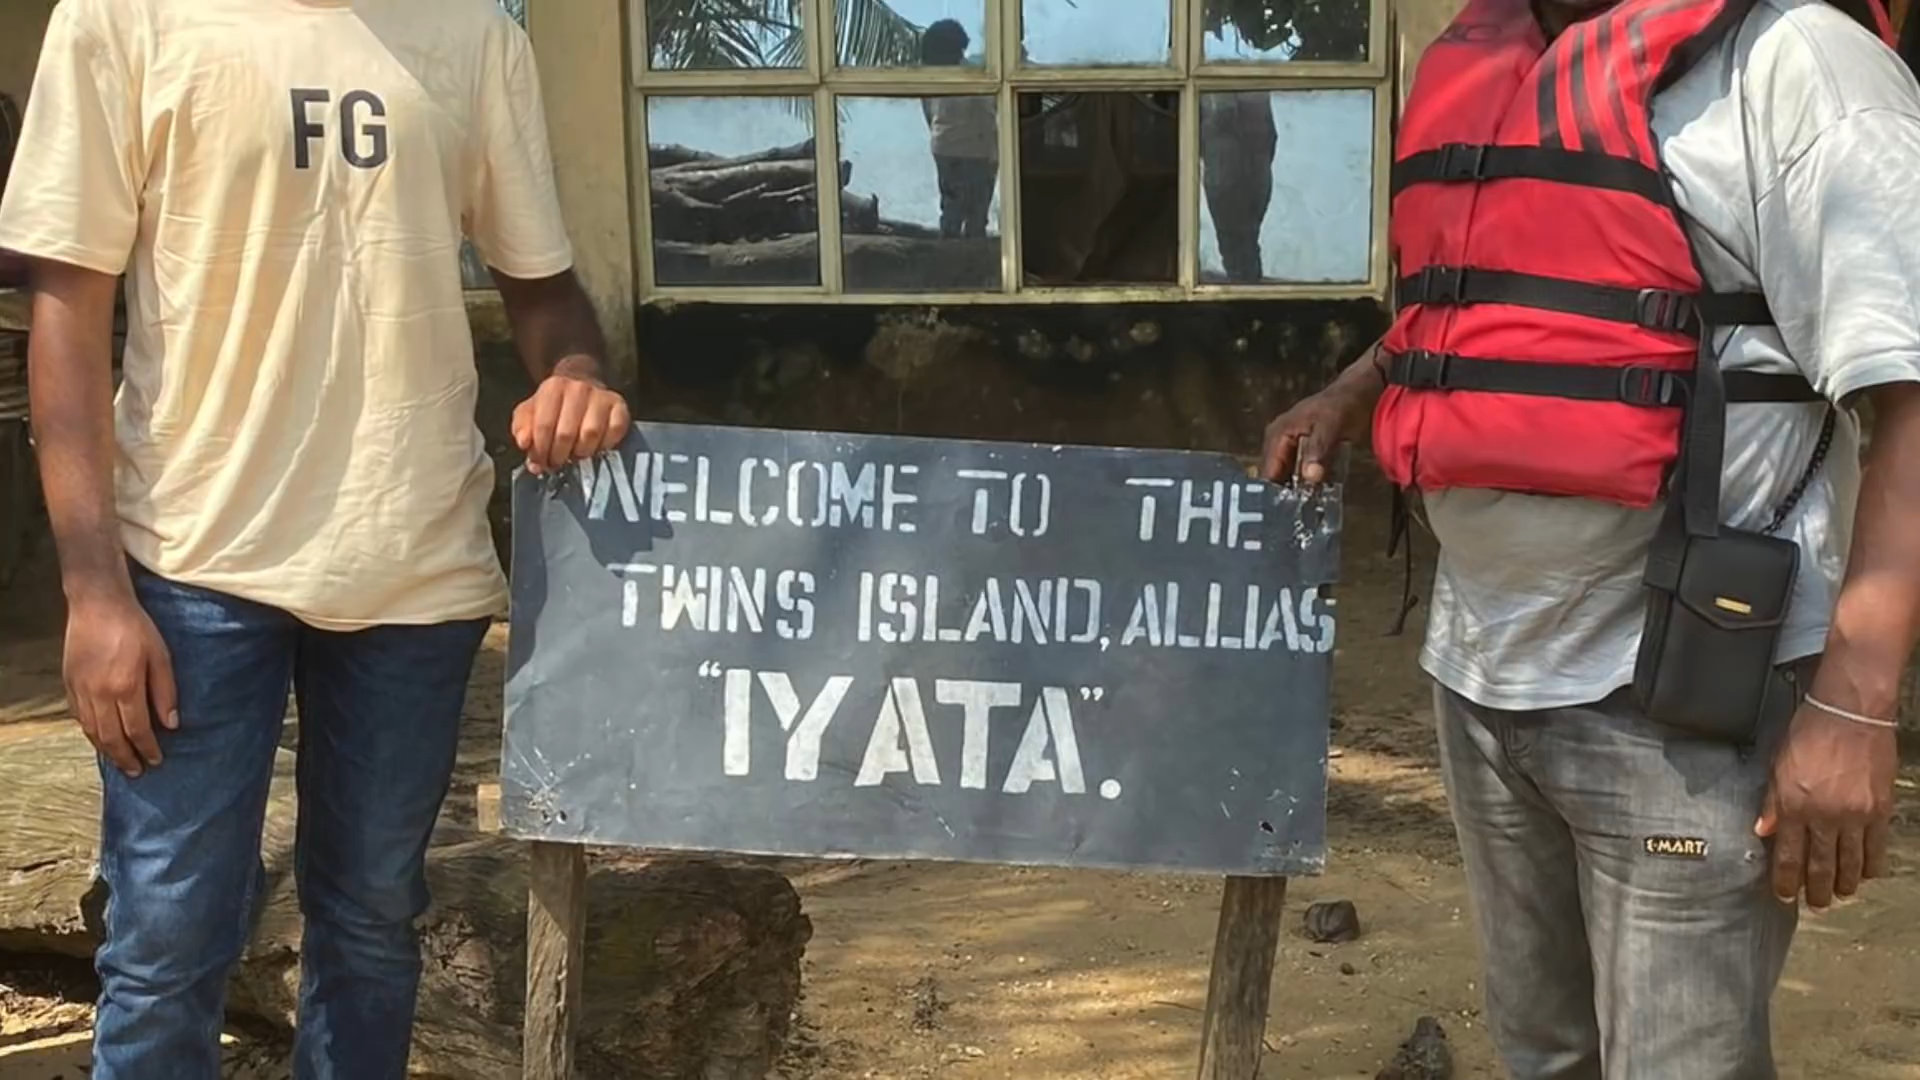 FG
WELCOME TO THE
TWINS ISLAND, ALLIAS
"IYATA".
E-MART